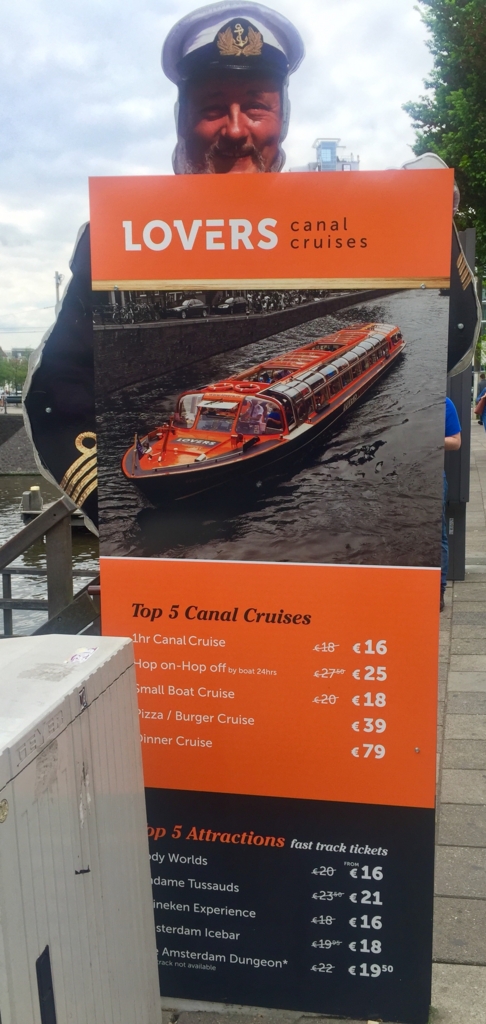 LOVERS canal cruises
LOVERS
Top 5 Canal Cruises
1hr Canal Cruise €18 €16
Hop on-Hop off by boat 24hrs €27⁵⁰ €25
Small Boat Cruise €20 €18
Pizza / Burger Cruise €39
Dinner Cruise €79
op 5 Attractions fast track tickets
ody Worlds €20 FROM €16
adame Tussauds €23⁵⁰ €21
ineken Experience €18 €16
sterdam Icebar €19⁹⁵ €18
e Amsterdam Dungeon* €22 €19⁵⁰
track not available